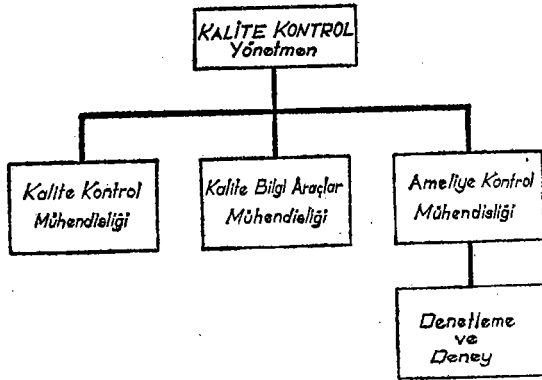 KALİTE KONTROL
Yönetmen
Kalite Kontrol
Mühendisliği
Kalite Bilgi Araçlar
Mühendisliği
Ameliye Kontrol
Mühendisliği
Denetleme
ve
Deney